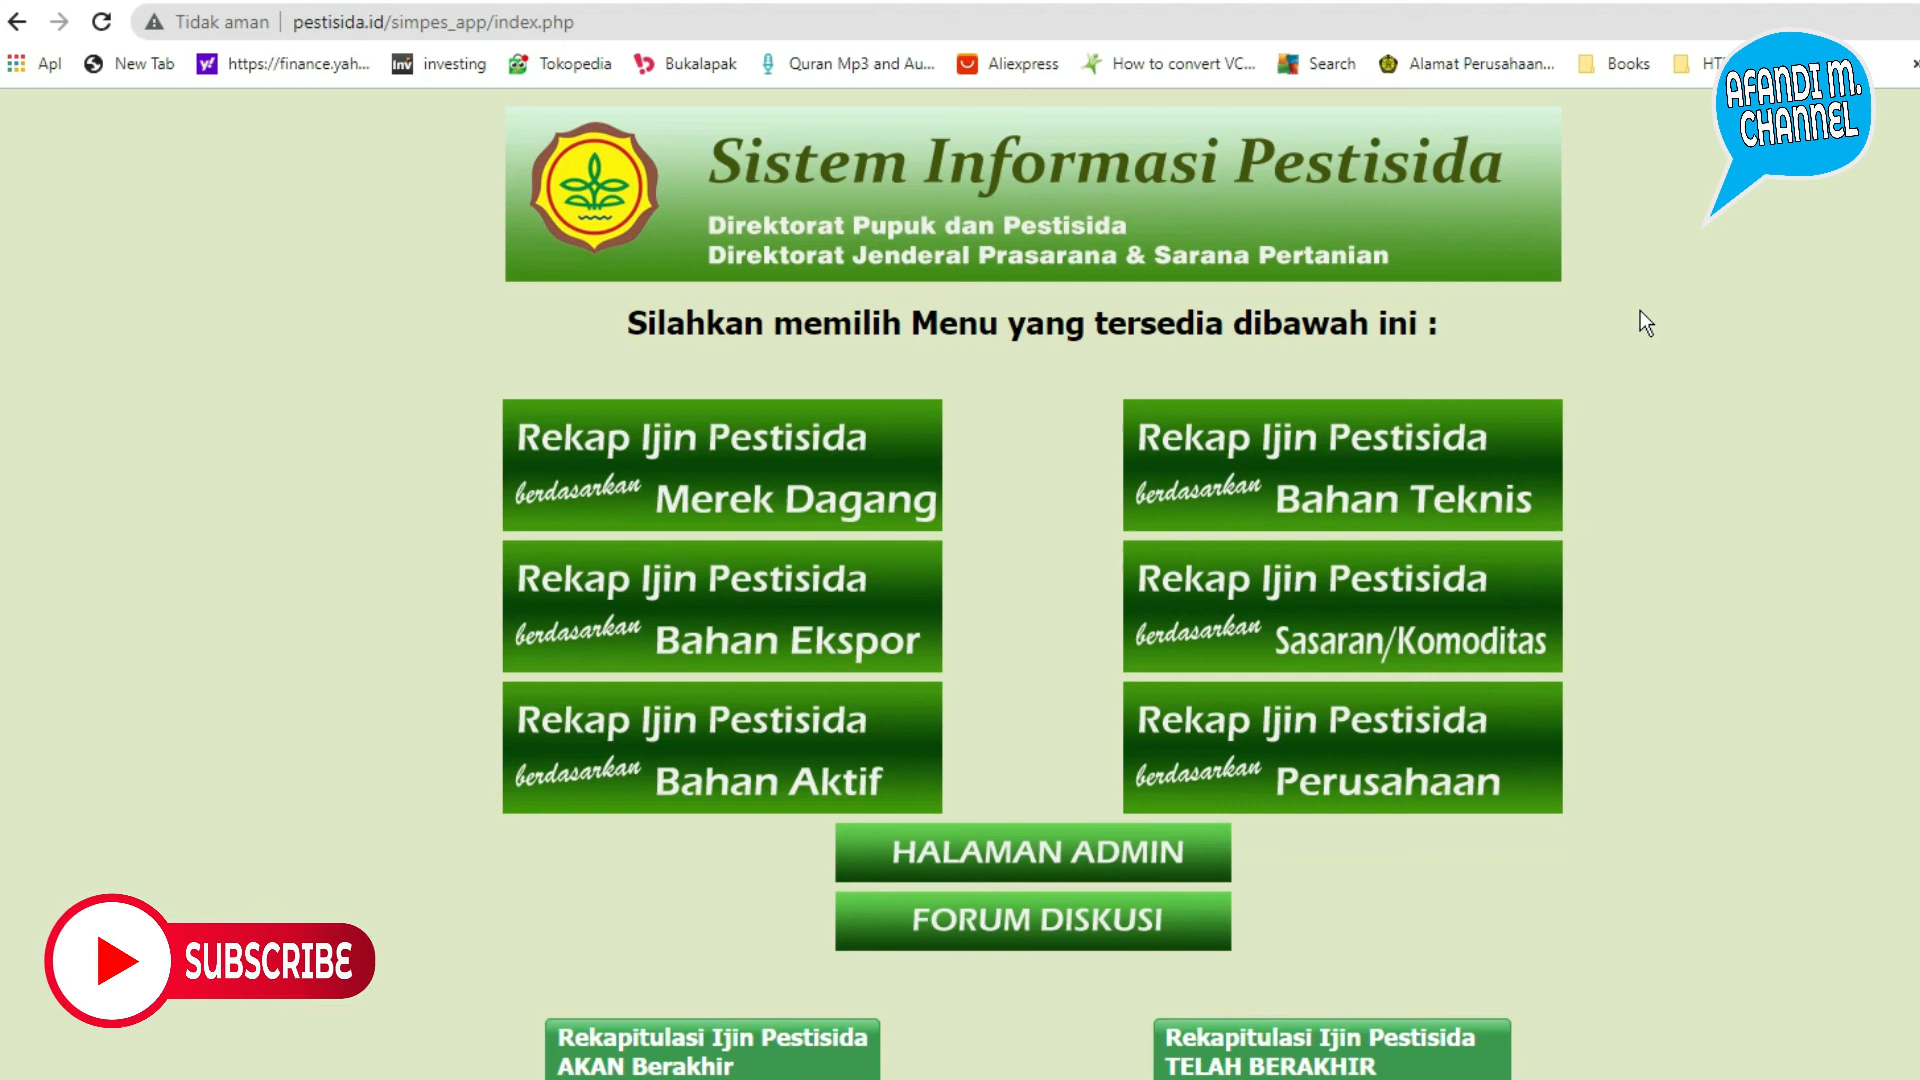 Tidak aman | pestisida.id/simpes_app/index.php
Apl New Tab https://finance.yah... investing Tokopedia Bukalapak Quran Mp3 and Au... Aliexpress How to convert VC... Search Alamat Perusahaan... Books
AFANDI M.
CHANNEL
Sistem Informasi Pestisida
Direktorat Pupuk dan Pestisida
Direktorat Jenderal Prasarana & Sarana Pertanian
Silahkan memilih Menu yang tersedia dibawah ini :
Rekap Ijin Pestisida
berdasarkan Merek Dagang
Rekap Ijin Pestisida
berdasarkan Bahan Teknis
Rekap Ijin Pestisida
berdasarkan Bahan Ekspor
Rekap Ijin Pestisida
berdasarkan Sasaran/Komoditas
Rekap Ijin Pestisida
berdasarkan Bahan Aktif
Rekap Ijin Pestisida
berdasarkan Perusahaan
HALAMAN ADMIN
FORUM DISKUSI
SUBSCRIBE
Rekapitulasi Ijin Pestisida
AKAN Berakhir
Rekapitulasi Ijin Pestisida
TELAH BERAKHIR